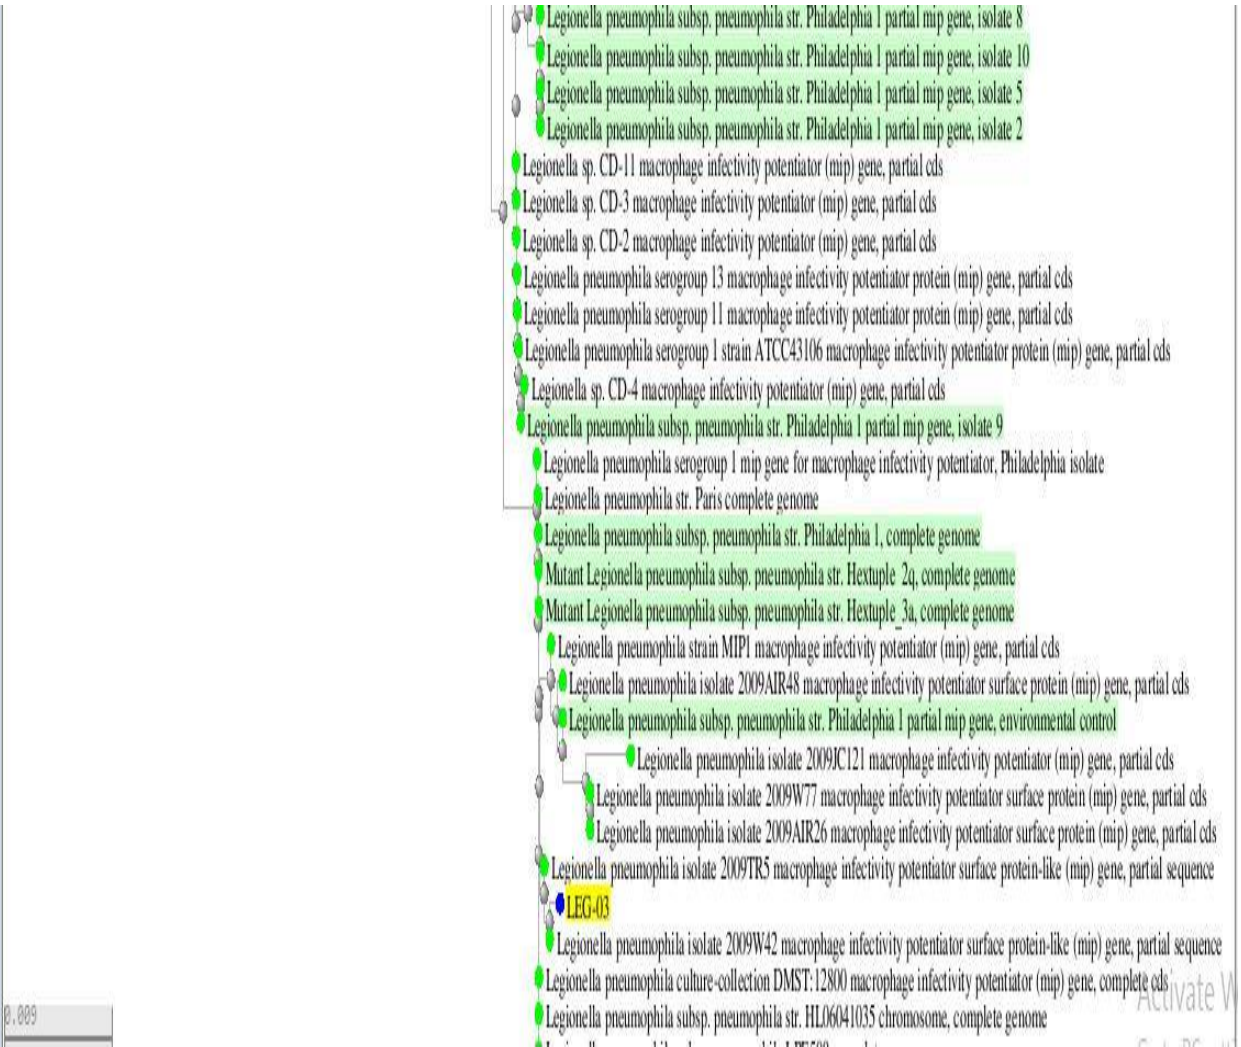 Legionella pneumophila subsp. pneumophila str. Philadelphia 1 partial mip gene, isolate 8
Legionella pneumophila subsp. pneumophila str. Philadelphia 1 partial mip gene, isolate 10
Legionella pneumophila subsp. pneumophila str. Philadelphia 1 partial mip gene, isolate 5
Legionella pneumophila subsp. pneumophila str. Philadelphia 1 partial mip gene, isolate 2
Legionella sp. CD-11 macrophage infectivity potentiator (mip) gene, partial cds
Legionella sp. CD-3 macrophage infectivity potentiator (mip) gene, partial cds
Legionella sp. CD-2 macrophage infectivity potentiator (mip) gene, partial cds
Legionella pneumophila serogroup 13 macrophage infectivity potentiator protein (mip) gene, partial cds
Legionella pneumophila serogroup 11 macrophage infectivity potentiator protein (mip) gene, partial cds
Legionella pneumophila serogroup 1 strain ATCC43106 macrophage infectivity potentiator protein (mip) gene, partial cds
Legionella sp. CD-4 macrophage infectivity potentiator (mip) gene, partial cds
Legionella pneumophila subsp. pneumophila str. Philadelphia 1 partial mip gene, isolate 9
Legionella pneumophila serogroup 1 mip gene for macrophage infectivity potentiator, Philadelphia isolate
Legionella pneumophila str. Paris complete genome
Legionella pneumophila subsp. pneumophila str. Philadelphia 1, complete genome
Mutant Legionella pneumophila subsp. pneumophila str. Hextuple_2q, complete genome
Mutant Legionella pneumophila subsp. pneumophila str. Hextuple_3a, complete genome
Legionella pneumophila strain MIP1 macrophage infectivity potentiator (mip) gene, partial cds
Legionella pneumophila isolate 2009AIR48 macrophage infectivity potentiator surface protein (mip) gene, partial cds
Legionella pneumophila subsp. pneumophila str. Philadelphia 1 partial mip gene, environmental control
Legionella pneumophila isolate 2009JC121 macrophage infectivity potentiator (mip) gene, partial cds
Legionella pneumophila isolate 2009W77 macrophage infectivity potentiator surface protein (mip) gene, partial cds
Legionella pneumophila isolate 2009AIR26 macrophage infectivity potentiator surface protein (mip) gene, partial cds
Legionella pneumophila isolate 2009TR5 macrophage infectivity potentiator surface protein-like (mip) gene, partial sequence
LEG-03
Legionella pneumophila isolate 2009W42 macrophage infectivity potentiator surface protein-like (mip) gene, partial sequence
Legionella pneumophila culture-collection DMST:12800 macrophage infectivity potentiator (mip) gene, complete cds
Activate W
0.009
Legionella pneumophila subsp. pneumophila str. HL06041035 chromosome, complete genome